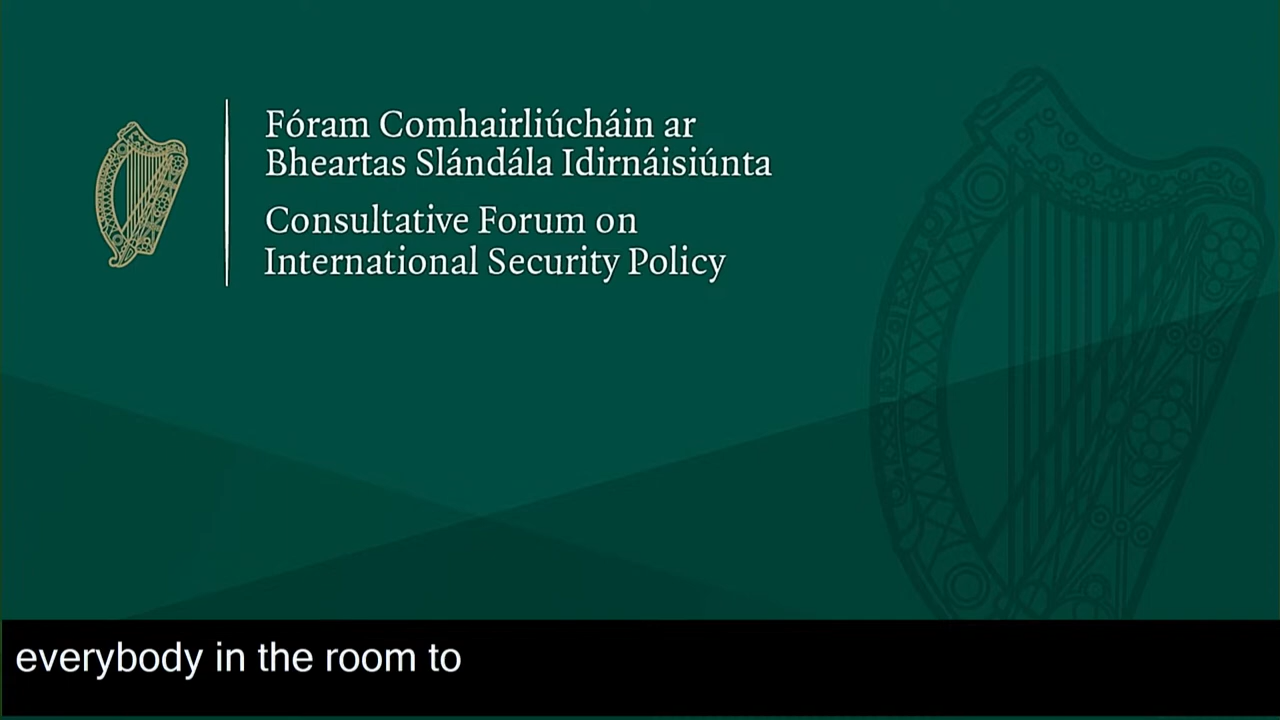 Fóram Comhairliúcháin ar
Bheartas Slándála Idirnáisiúnta
Consultative Forum on
International Security Policy
everybody in the room to